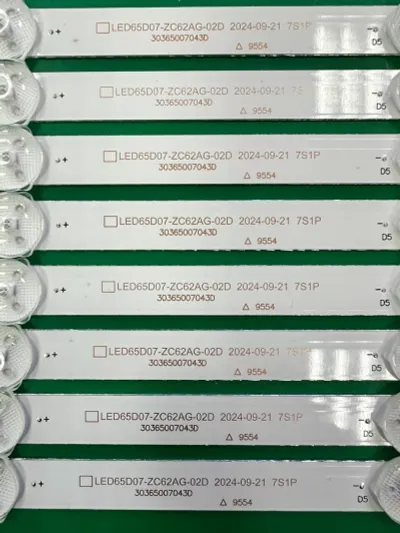 + LED65D07-ZC62AG-02D 2024-09-21 7S1P -
30365007043D D5
△ 9554
+ LED65D07-ZC62AG-02D 2024-09-21 7S -
30365007043D D5
△ 9554
+ LED65D07-ZC62AG-02D 2024-09-21 7S1P -
30365007043D D5
△ 9554
+ LED65D07-ZC62AG-02D 2024-09-21 7S1P -
30365007043D D5
△ 9554
+ LED65D07-ZC62AG-02D 2024-09-21 7S1P -
30365007043D D5
△ 9554
+ LED65D07-ZC62AG-02D 2024-09-21 7S1P -
30365007043D D5
△ 9554
+ LED65D07-ZC62AG-02D 2024-09-21 7S1P -
30365007043D D5
△ 9554
+ LED65D07-ZC62AG-02D 2024-09-21 7S1P -
30365007043D D5
△ 9554